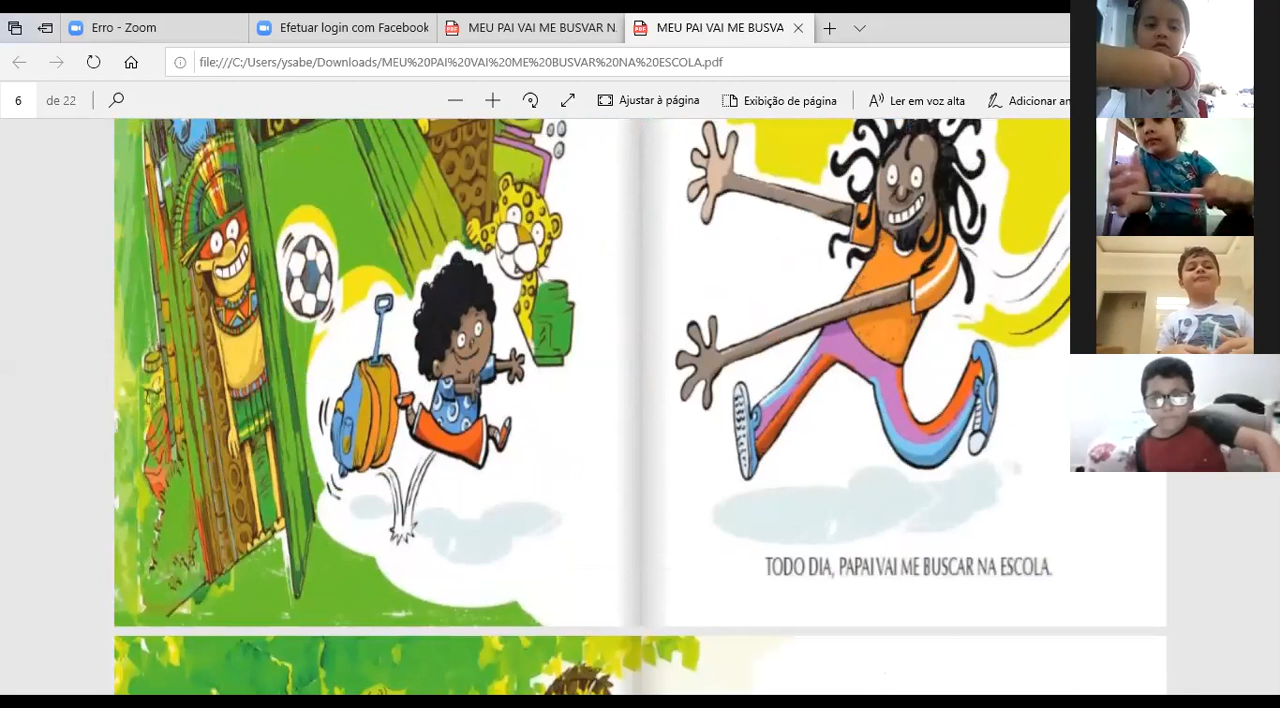 Erro - Zoom
Efetuar login com Facebook
MEU PAI VAI ME BUSVAR N
MEU PAI VAI ME BUSVA
file:///C:/Users/ysabe/Downloads/MEU%20PAI%20VAI%20ME%20BUSVAR%20NA%20ESCOLA.pdf
6 de 22
Ajustar à página
Exibição de página
Ler em voz alta
Adicionar an
TODO DIA, PAPAI VAI ME BUSCAR NA ESCOLA.
19